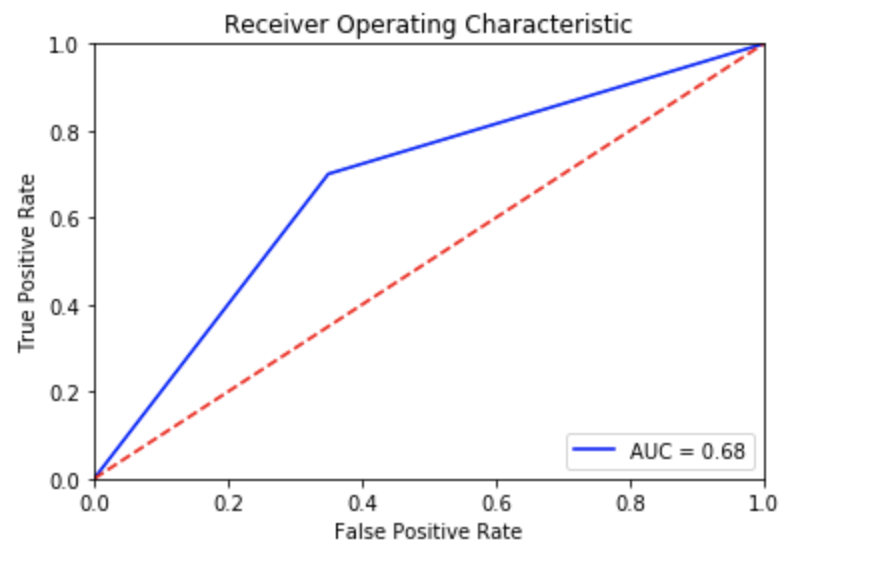 Receiver Operating Characteristic
1.0
0.8
0.6
0.4
0.2
0.0
True Positive Rate
AUC = 0.68
0.0 0.2 0.4 0.6 0.8 1.0
False Positive Rate